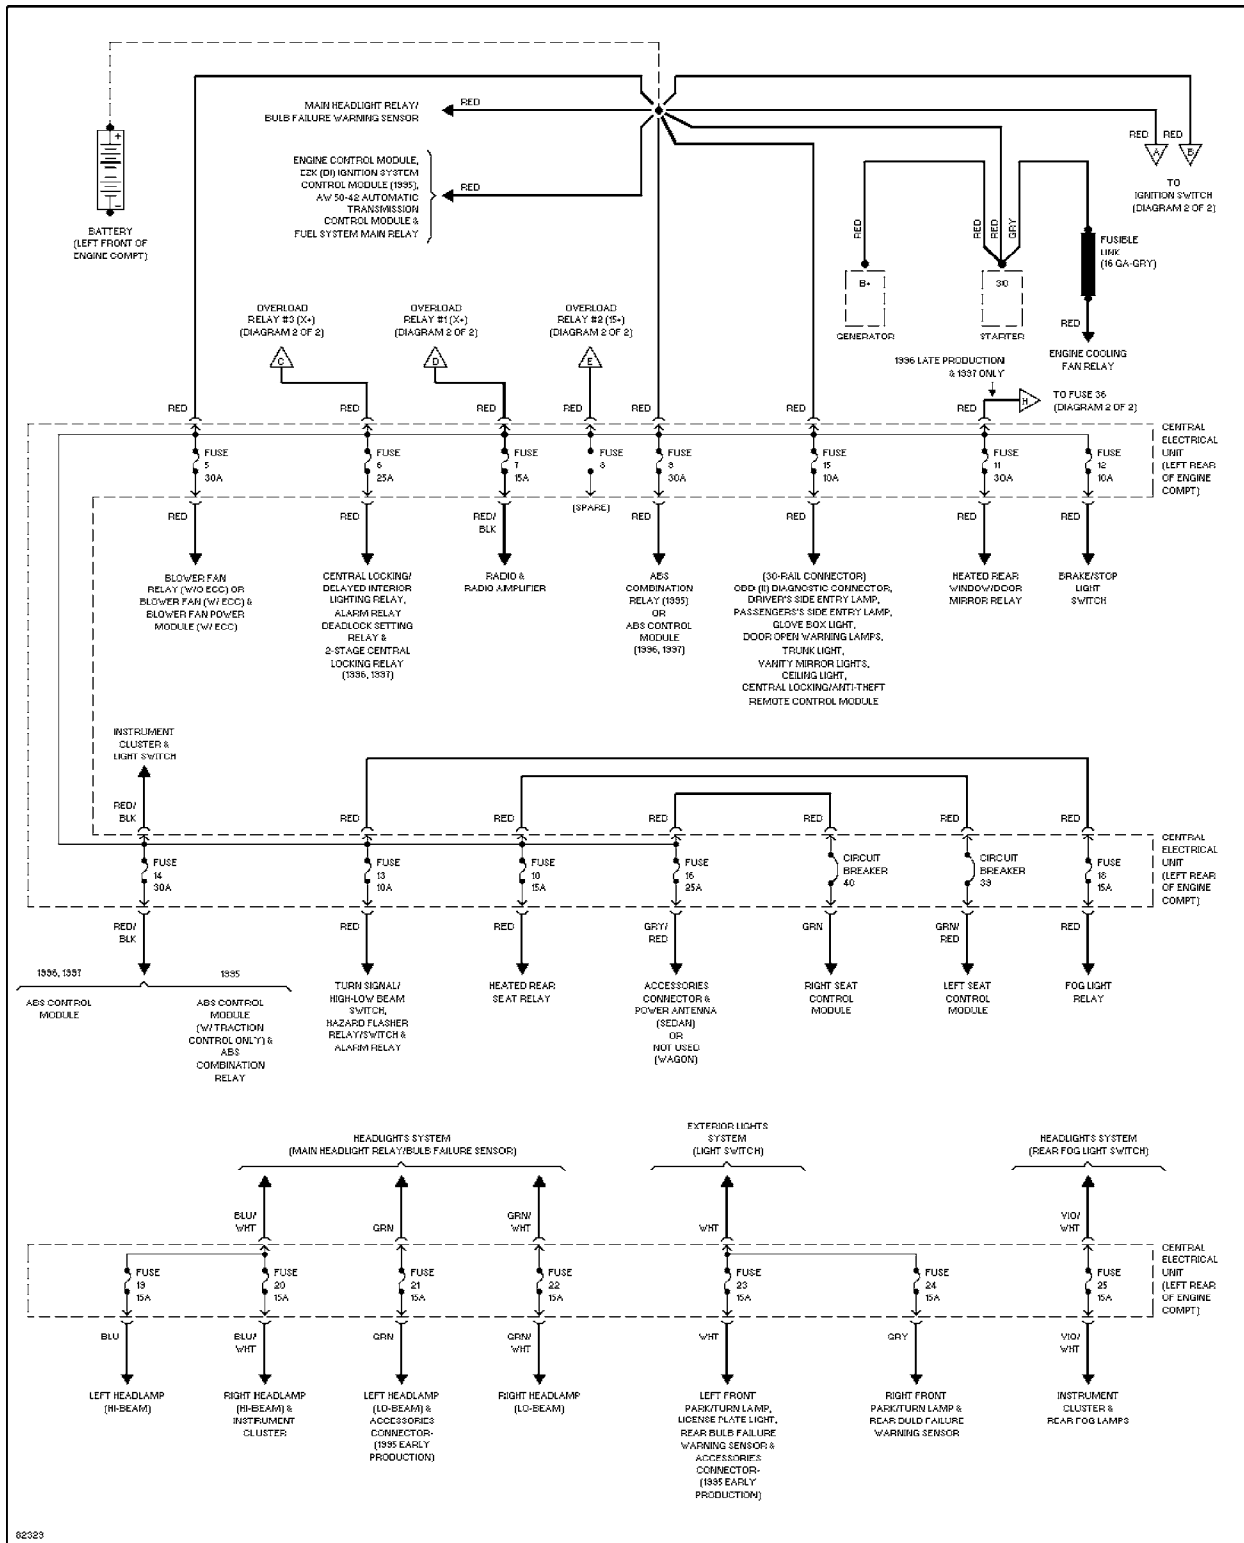 MAIN HEADLIGHT RELAY/
BULB FAILURE WARNING SENSOR
RED
RED
RED
ENGINE CONTROL MODULE,
EZK (DI) IGNITION SYSTEM
CONTROL MODULE (1995),
AW 50-42 AUTOMATIC
TRANSMISSION
CONTROL MODULE &
FUEL SYSTEM MAIN RELAY
RED
A
B
TO
IGNITION SWITCH
(DIAGRAM 2 OF 2)
+
−
BATTERY
(LEFT FRONT OF
ENGINE COMPT)
RED
RED
RED
GRY
FUSIBLE
LINK
(16 GA-GRY)
B+
30
GENERATOR
STARTER
RED
ENGINE COOLING
FAN RELAY
OVERLOAD
RELAY #3 (X+)
(DIAGRAM 2 OF 2)
OVERLOAD
RELAY #1 (X+)
(DIAGRAM 2 OF 2)
OVERLOAD
RELAY #2 (15+)
(DIAGRAM 2 OF 2)
C
D
E
1996 LATE PRODUCTION
& 1997 ONLY
H
TO FUSE 36
(DIAGRAM 2 OF 2)
RED
RED
RED
RED
RED
RED
RED
CENTRAL
ELECTRICAL
UNIT
(LEFT REAR
OF ENGINE
COMPT)
FUSE
5
30A
FUSE
6
25A
FUSE
7
15A
FUSE
8
FUSE
9
30A
FUSE
15
10A
FUSE
11
30A
FUSE
12
10A
(SPARE)
RED
RED
RED/
BLK
RED
RED
RED
RED
BLOWER FAN
RELAY (W/O ECC) OR
BLOWER FAN (W/ ECC) &
BLOWER FAN POWER
MODULE (W/ ECC)
CENTRAL LOCKING/
DELAYED INTERIOR
LIGHTING RELAY,
ALARM RELAY
DEADLOCK SETTING
RELAY &
2-STAGE CENTRAL
LOCKING RELAY
(1996, 1997)
RADIO &
RADIO AMPLIFIER
ABS
COMBINATION
RELAY (1995)
OR
ABS CONTROL
MODULE
(1996, 1997)
(30-RAIL CONNECTOR)
OBD (II) DIAGNOSTIC CONNECTOR,
DRIVER'S SIDE ENTRY LAMP,
PASSENGERS'S SIDE ENTRY LAMP,
GLOVE BOX LIGHT,
DOOR OPEN WARNING LAMPS,
TRUNK LIGHT,
VANITY MIRROR LIGHTS,
CEILING LIGHT,
CENTRAL LOCKING/ANTI-THEFT
REMOTE CONTROL MODULE
HEATED REAR
WINDOW/DOOR
MIRROR RELAY
BRAKE/STOP
LIGHT
SWITCH
INSTRUMENT
CLUSTER &
LIGHT SWITCH
RED/
BLK
RED
RED
RED
RED
RED
RED
CENTRAL
ELECTRICAL
UNIT
(LEFT REAR
OF ENGINE
COMPT)
FUSE
14
30A
FUSE
13
10A
FUSE
10
15A
FUSE
16
25A
CIRCUIT
BREAKER
40
CIRCUIT
BREAKER
39
FUSE
18
15A
RED/
BLK
RED
RED
GRY/
RED
GRN
GRN/
RED
RED
1996, 1997
1995
ABS CONTROL
MODULE
ABS CONTROL
MODULE
(W/ TRACTION
CONTROL ONLY) &
ABS
COMBINATION
RELAY
TURN SIGNAL/
HIGH-LOW BEAM
SWITCH,
HAZARD FLASHER
RELAY/SWITCH &
ALARM RELAY
HEATED REAR
SEAT RELAY
ACCESSORIES
CONNECTOR &
POWER ANTENNA
(SEDAN)
OR
NOT USED
(WAGON)
RIGHT SEAT
CONTROL
MODULE
LEFT SEAT
CONTROL
MODULE
FOG LIGHT
RELAY
HEADLIGHTS SYSTEM
(MAIN HEADLIGHT RELAY/BULB FAILURE SENSOR)
EXTERIOR LIGHTS
SYSTEM
(LIGHT SWITCH)
HEADLIGHTS SYSTEM
(REAR FOG LIGHT SWITCH)
BLU/
WHT
GRN
GRN/
WHT
WHT
VIO/
WHT
CENTRAL
ELECTRICAL
UNIT
(LEFT REAR
OF ENGINE
COMPT)
FUSE
19
15A
FUSE
20
15A
FUSE
21
15A
FUSE
22
15A
FUSE
23
15A
FUSE
24
15A
FUSE
25
15A
BLU
BLU/
WHT
GRN
GRN/
WHT
WHT
GRY
VIO/
WHT
LEFT HEADLAMP
(HI-BEAM)
RIGHT HEADLAMP
(HI-BEAM) &
INSTRUMENT
CLUSTER
LEFT HEADLAMP
(LO-BEAM) &
ACCESSORIES
CONNECTOR-
(1995 EARLY
PRODUCTION)
RIGHT HEADLAMP
(LO-BEAM)
LEFT FRONT
PARK/TURN LAMP,
LICENSE PLATE LIGHT,
REAR BULB FAILURE
WARNING SENSOR &
ACCESSORIES
CONNECTOR-
(1995 EARLY
PRODUCTION)
RIGHT FRONT
PARK/TURN LAMP &
REAR BULB FAILURE
WARNING SENSOR
INSTRUMENT
CLUSTER &
REAR FOG LAMPS
82329